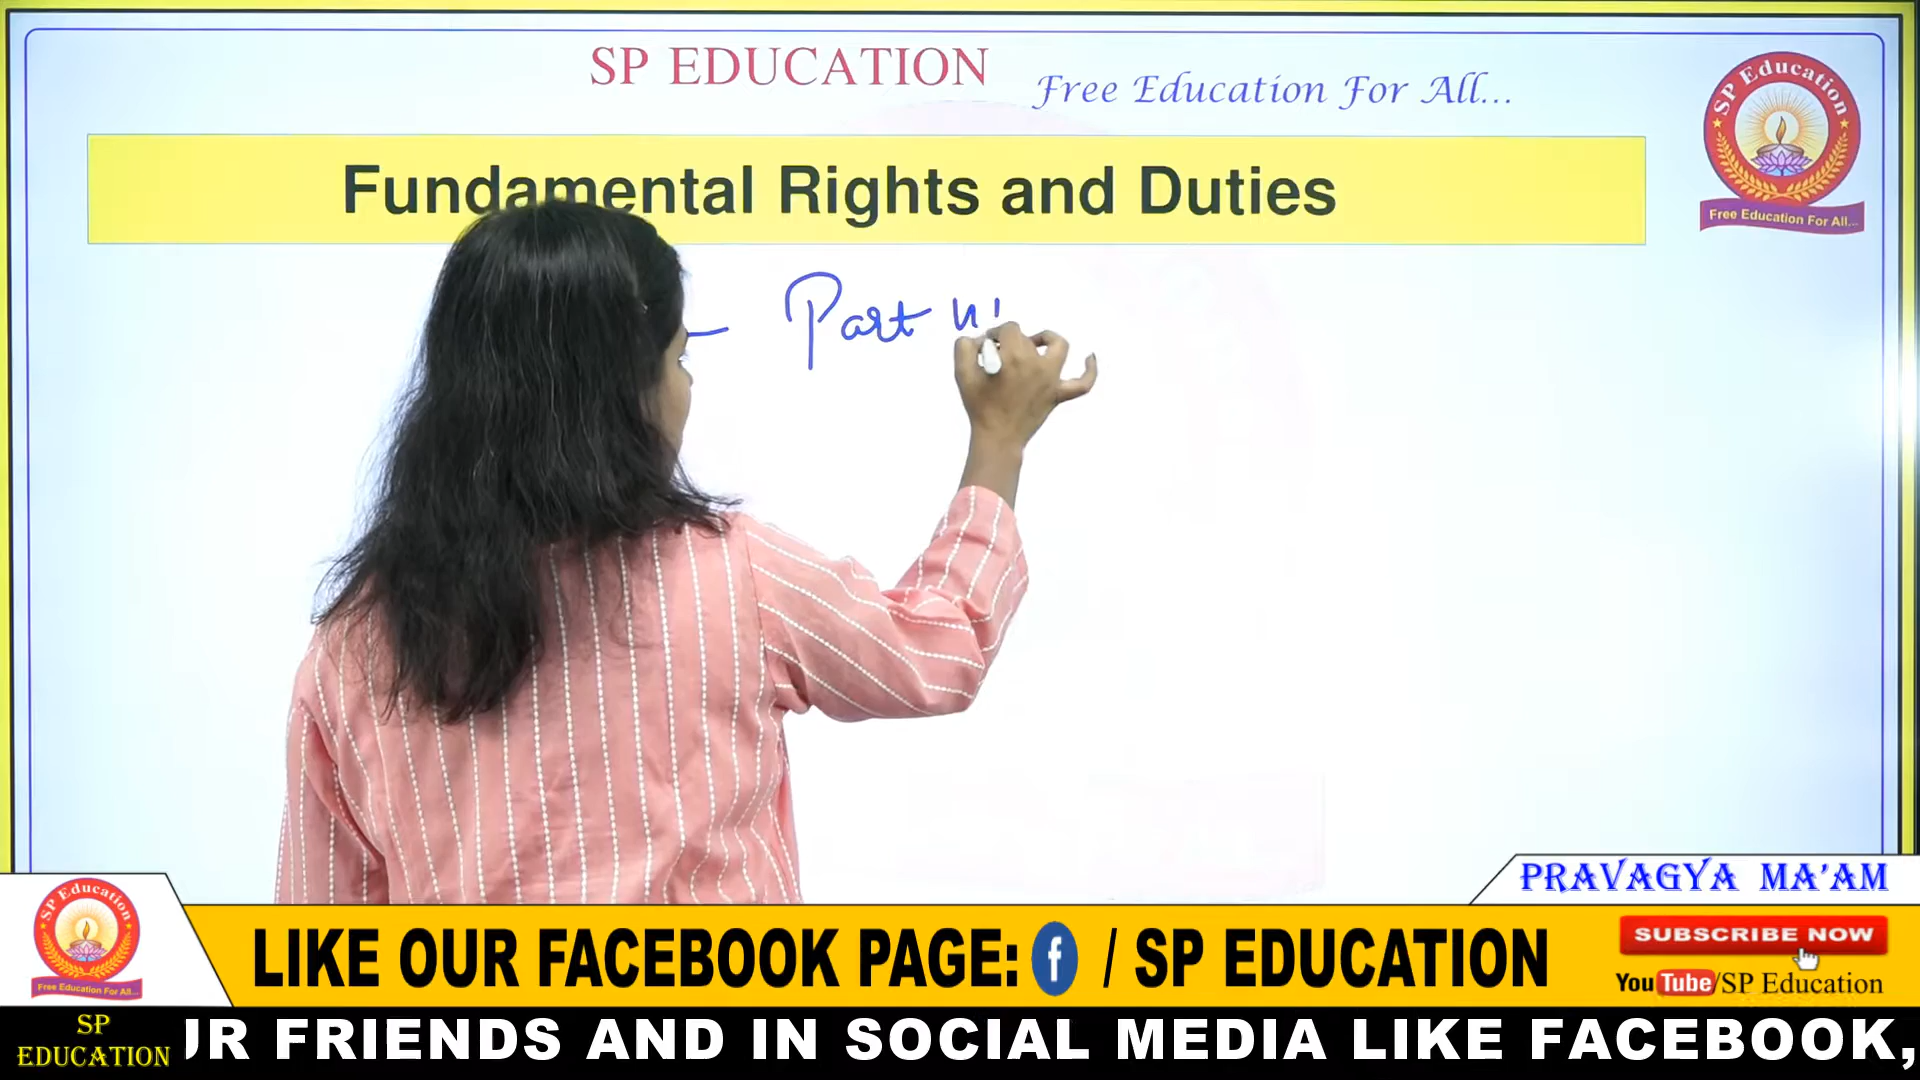 SP EDUCATION Free Education For All...
SP Education
Free Education For All...
Fundamental Rights and Duties
- Part
PRAVAGYA MA'AM
SP Education
Free Education For All...
LIKE OUR FACEBOOK PAGE: f / SP EDUCATION
SUBSCRIBE NOW
YouTube/SP Education
SP EDUCATION
UR FRIENDS AND IN SOCIAL MEDIA LIKE FACEBOOK,